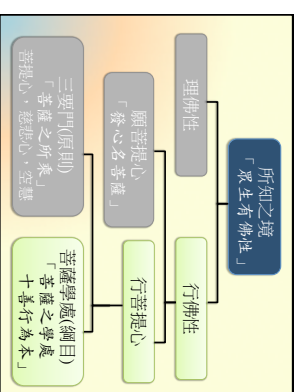 所知之境
「眾生有佛性」
理佛性
行佛性
願菩提心
「發心名菩薩」
行菩提心
三要門(原則)
「菩薩之所乘」
菩提心，慈悲心，空慧
菩薩學處(綱目)
「菩薩之學處
十善行為本」